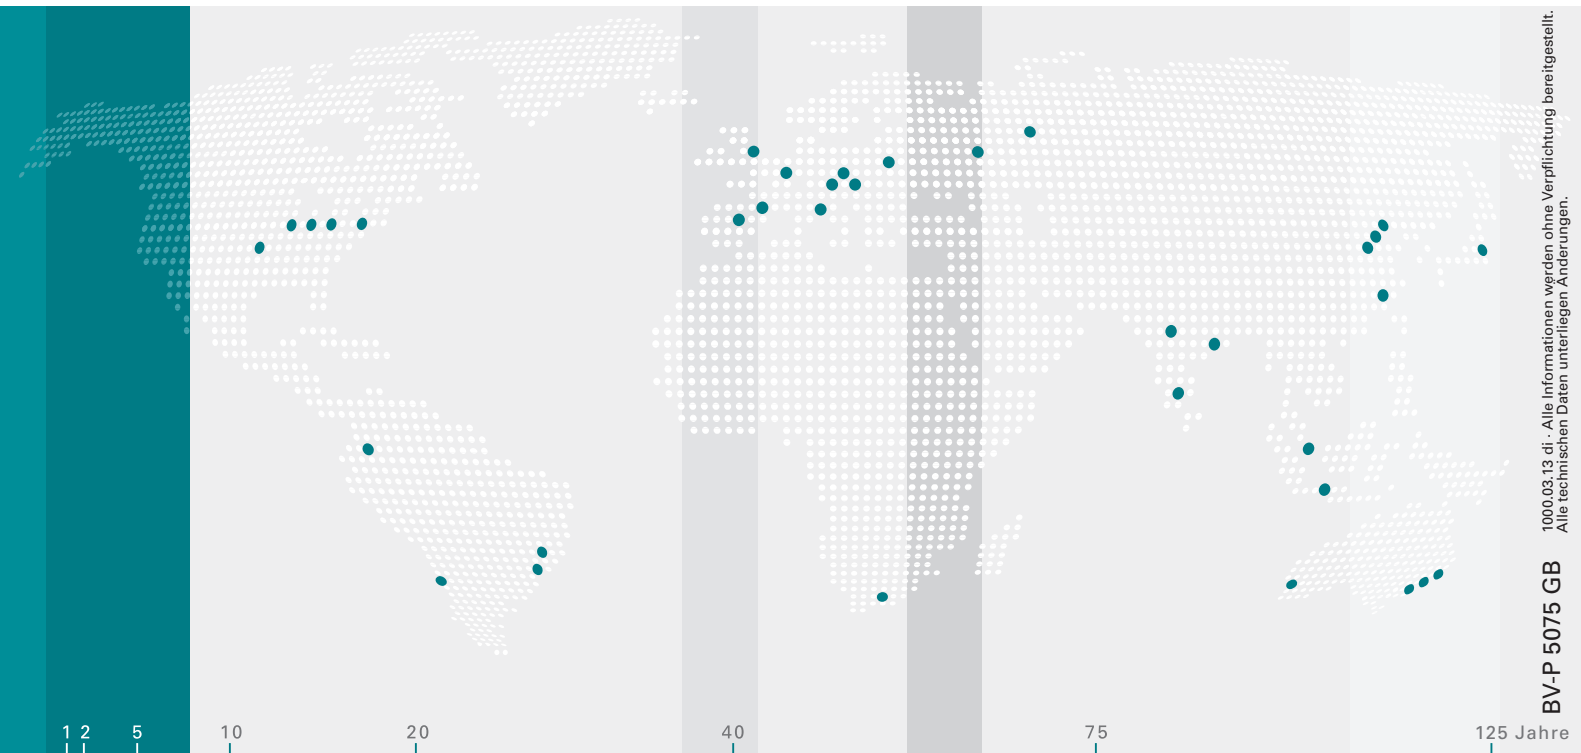 1000.03.13 di · Alle Informationen werden ohne Verpflichtung bereitgestellt.
Alle technischen Daten unterliegen Änderungen.
BV-P 5075 GB
1 2 5 10 20 40 75 125 Jahre